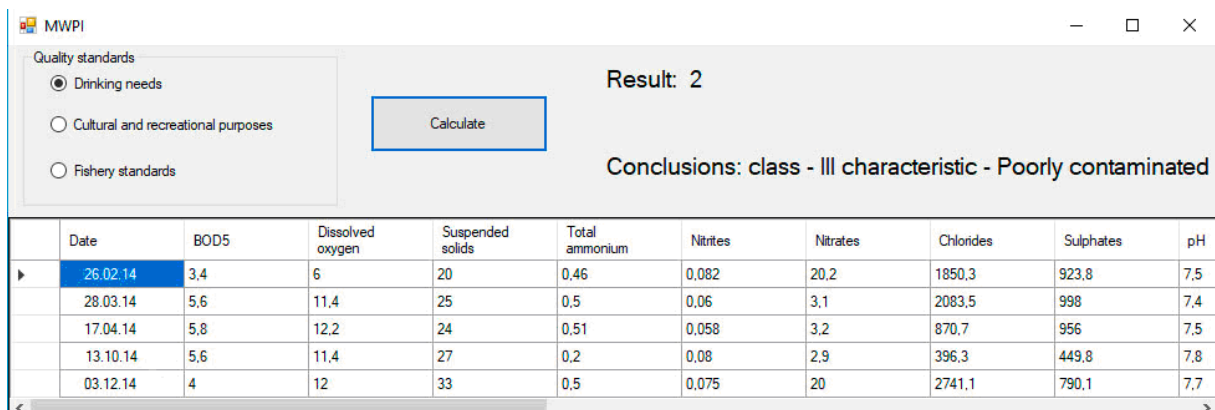 MWPI
Quality standards
Drinking needs
Cultural and recreational purposes
Fishery standards
Calculate
Result: 2
Conclusions: class - III characteristic - Poorly contaminated
Date BOD5 Dissolved oxygen Suspended solids Total ammonium Nitrites Nitrates Chlorides Sulphates pH
26.02.14 3,4 6 20 0,46 0,082 20,2 1850,3 923,8 7,5
28.03.14 5,6 11,4 25 0,5 0,06 3,1 2083,5 998 7,4
17.04.14 5,8 12,2 24 0,51 0,058 3,2 870,7 956 7,5
13.10.14 5,6 11,4 27 0,2 0,08 2,9 396,3 449,8 7,8
03.12.14 4 12 33 0,5 0,075 20 2741,1 790,1 7,7